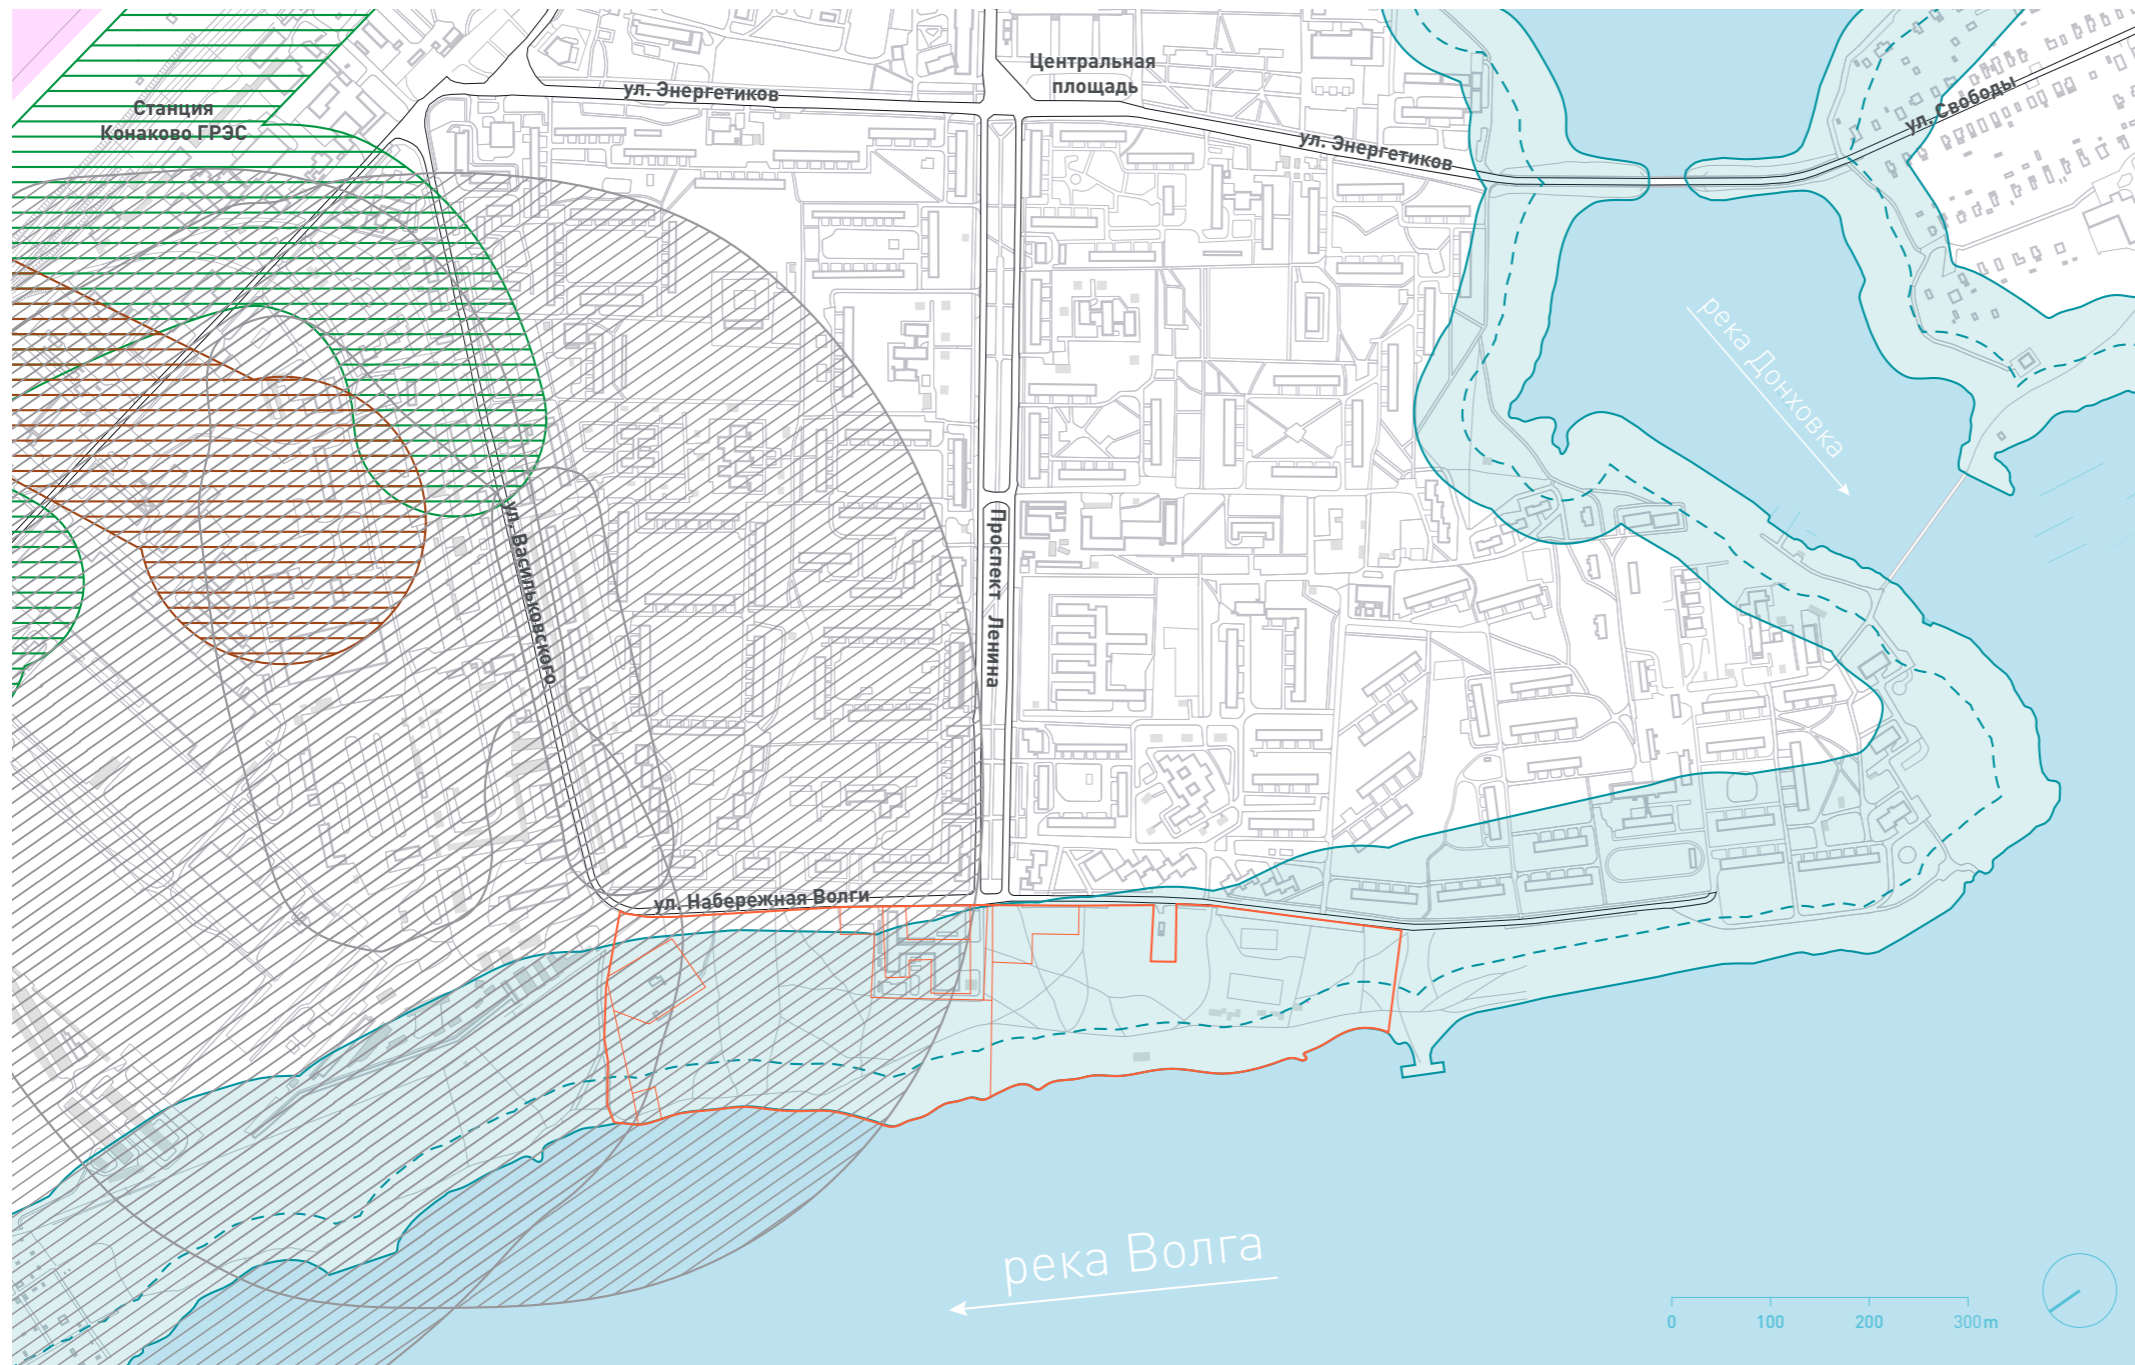 Центральная
площадь
ул. Энергетиков
Станция
Конаково ГРЭС
ул. Свободы
ул. Энергетиков
река Донховка
ул. Васильковского
Проспект Ленина
ул. Набережная Волги
река Волга
0 100 200 300m